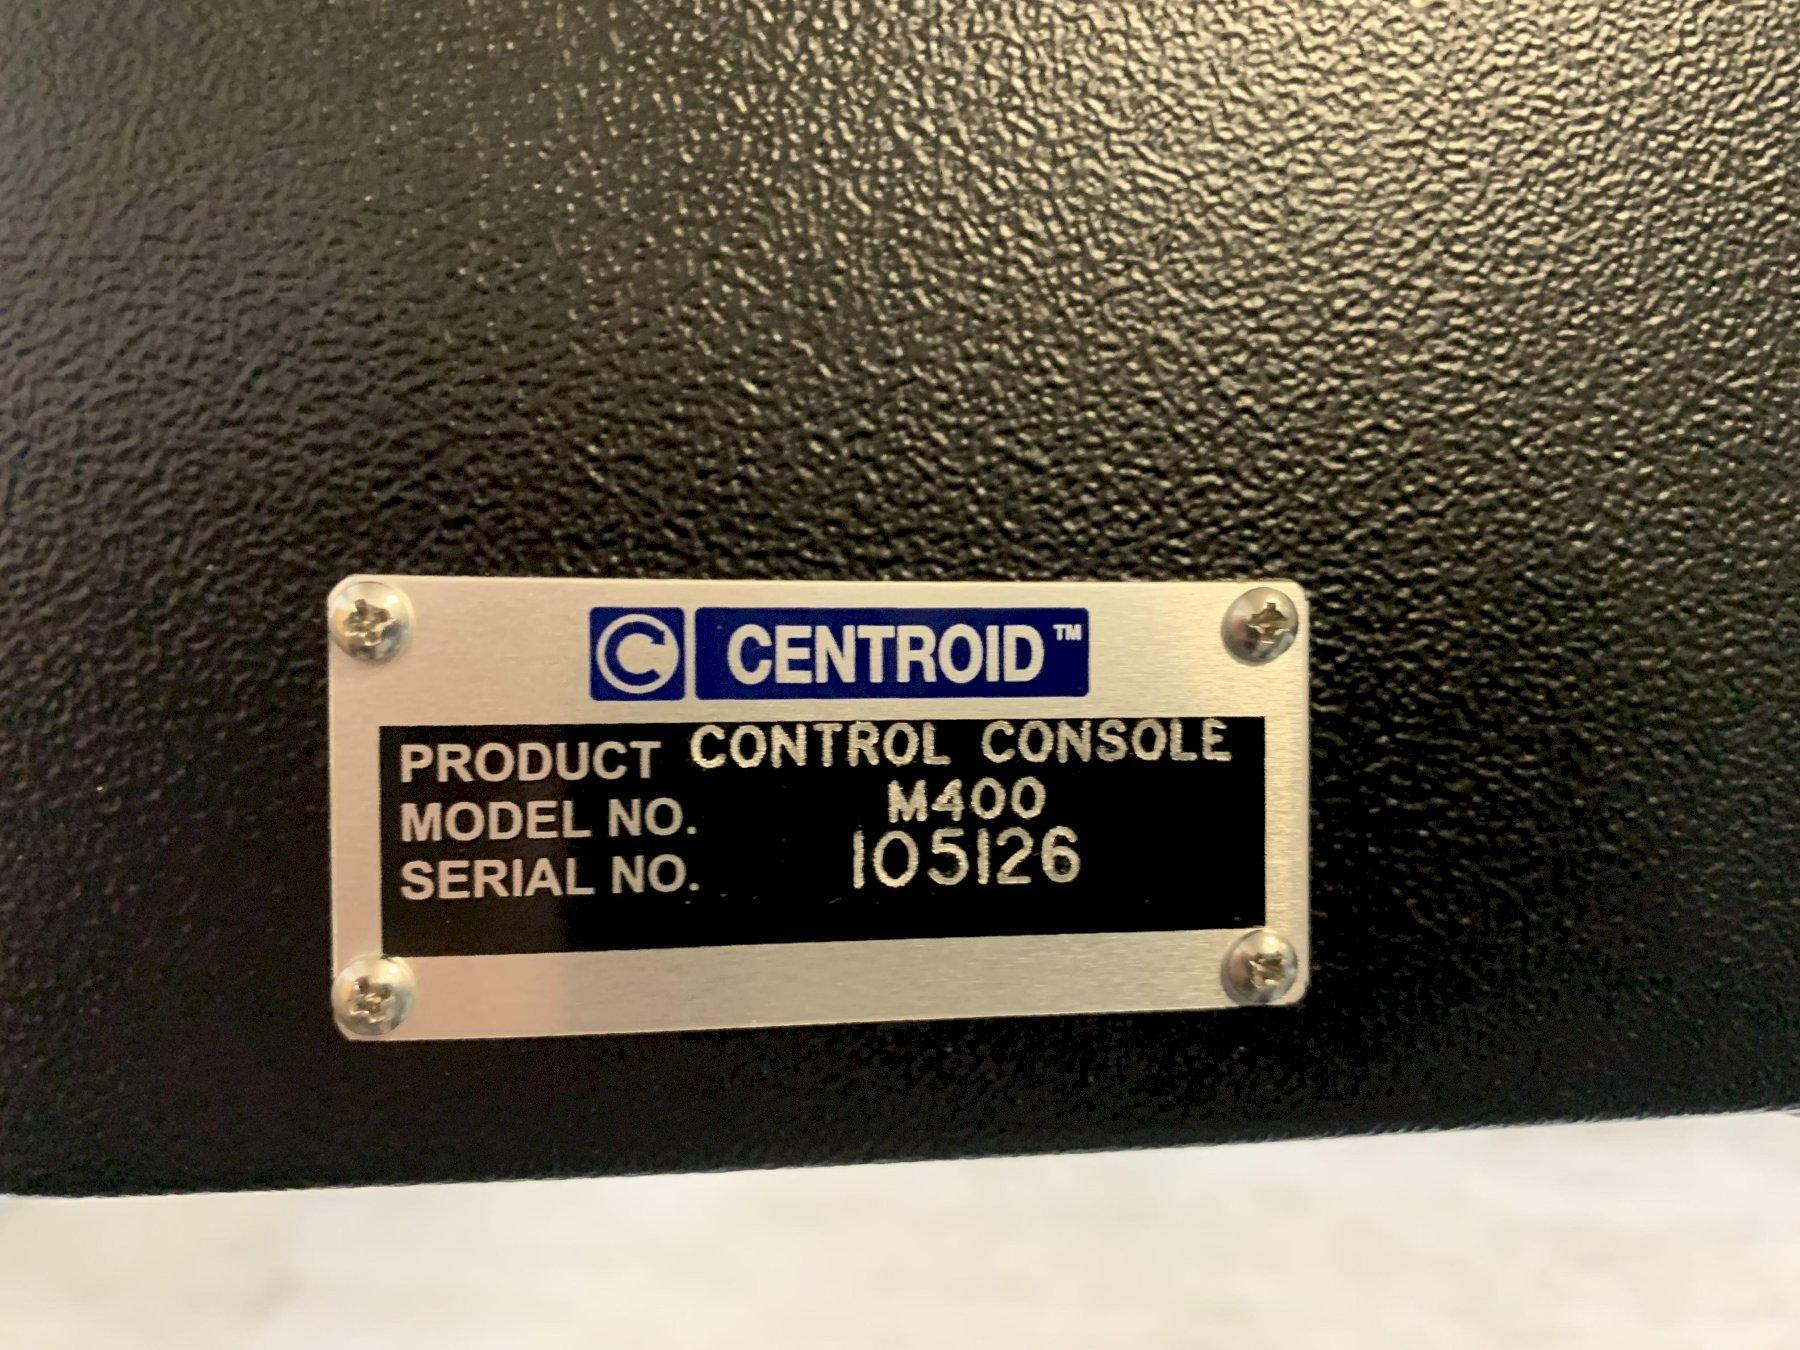 C CENTROID™
PRODUCT CONTROL CONSOLE
MODEL NO. M400
SERIAL NO. 105126